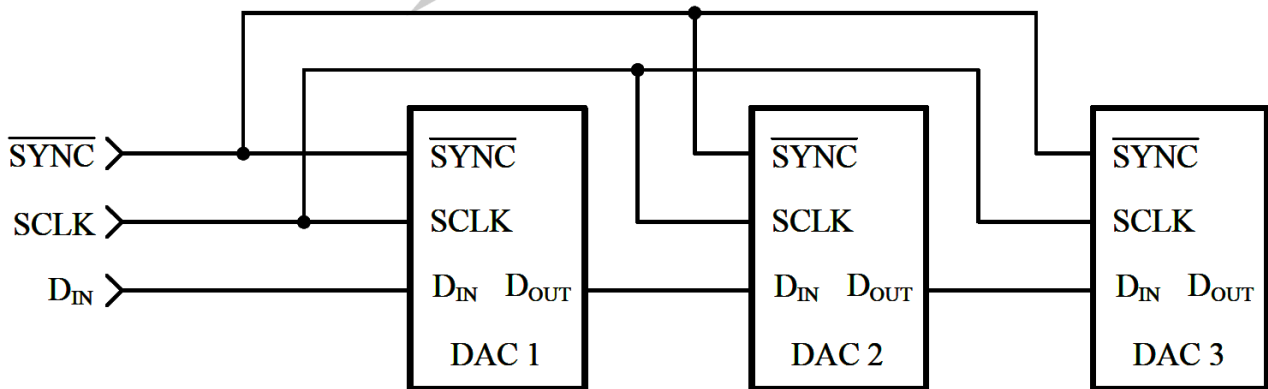 SYNC
SCLK
DIN
SYNC
SCLK
DIN DOUT
DAC 1
SYNC
SCLK
DIN DOUT
DAC 2
SYNC
SCLK
DIN DOUT
DAC 3